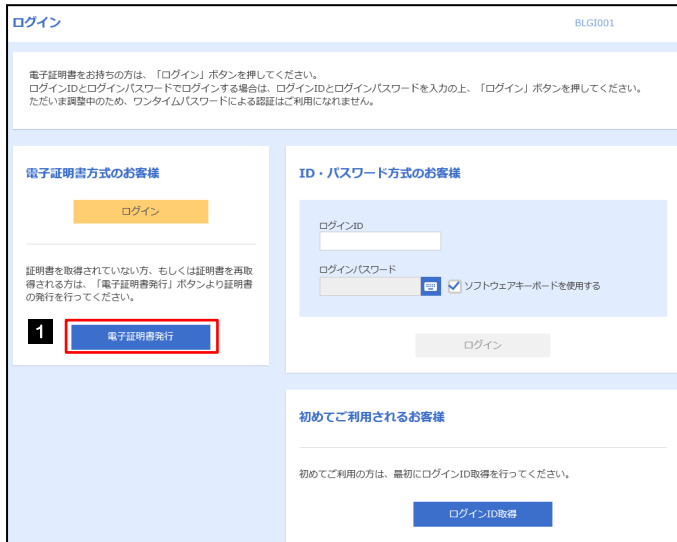 ログイン
BLGI001
電子証明書をお持ちの方は、「ログイン」ボタンを押してください。
ログインIDとログインパスワードでログインする場合は、ログインIDとログインパスワードを入力の上、「ログイン」ボタンを押してください。
ただいま調整中のため、ワンタイムパスワードによる認証はご利用になれません。
電子証明書方式のお客様
ログイン
証明書を取得されていない方、もしくは証明書を再取
得される方は、「電子証明書発行」ボタンより証明書
の発行を行ってください。
1
電子証明書発行
ID・パスワード方式のお客様
ログインID
ログインパスワード
ソフトウェアキーボードを使用する
ログイン
初めてご利用されるお客様
初めてご利用の方は、最初にログインID取得を行ってください。
ログインID取得